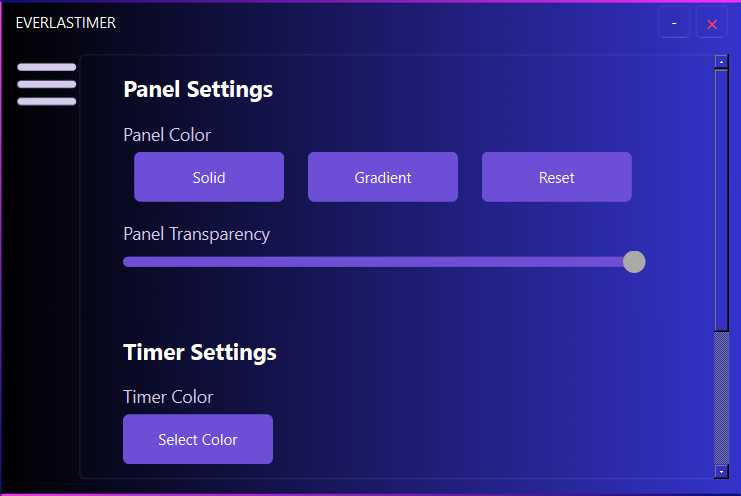 EVERLASTIMER
-
×
Panel Settings
Panel Color
Solid Gradient Reset
Panel Transparency
Timer Settings
Timer Color
Select Color